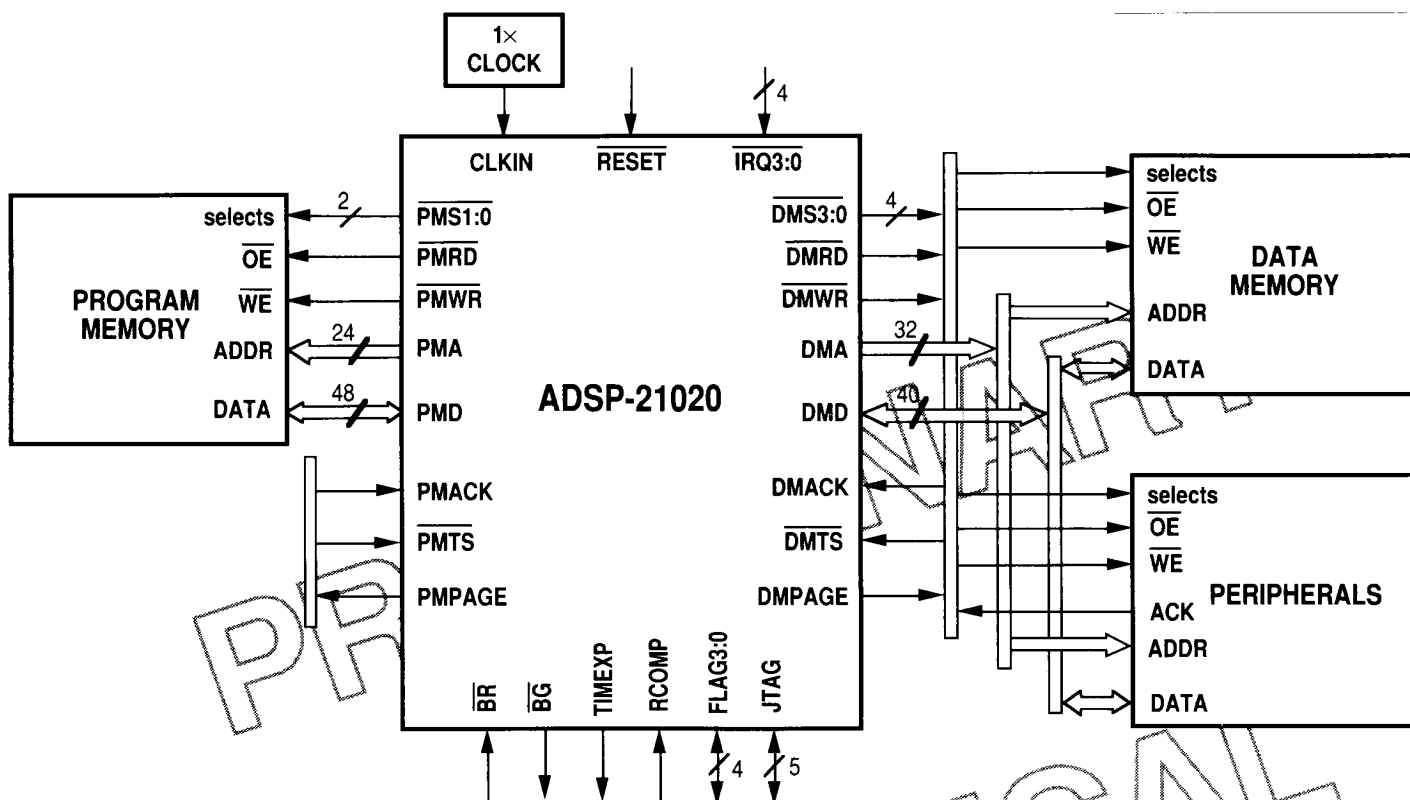 1×
CLOCK
4
CLKIN
RESET
IRQ3:0
PROGRAM
MEMORY
selects
OE
WE
ADDR
DATA
2
24
48
PMS1:0
PMRD
PMWR
PMA
PMD
PMACK
PMTS
PMPAGE
ADSP-21020
DMS3:0
DMRD
DMWR
DMA
DMD
DMACK
DMTS
DMPAGE
4
32
40
selects
OE
WE
ADDR
DATA
DATA
MEMORY
selects
OE
WE
ACK
ADDR
DATA
PERIPHERALS
BR
BG
TIMEXP
RCOMP
FLAG3:0
JTAG
4
5